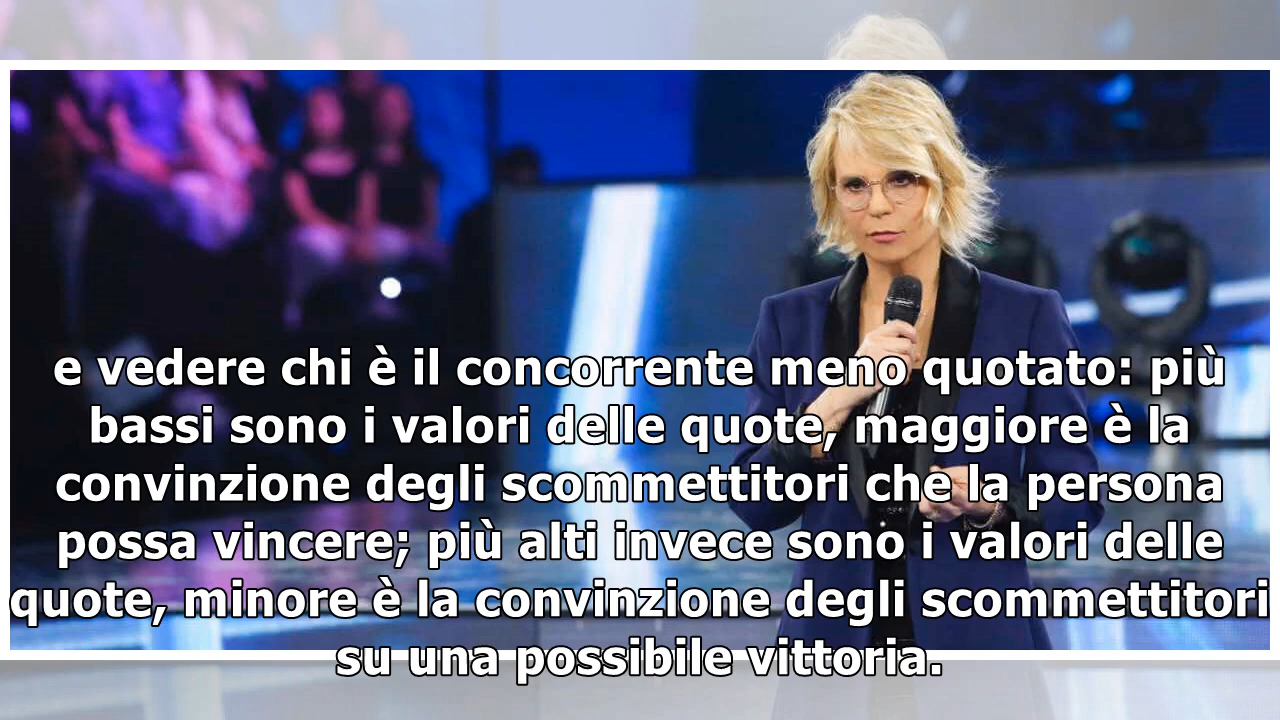 e vedere chi è il concorrente meno quotato: più
bassi sono i valori delle quote, maggiore è la
convinzione degli scommettitori che la persona
possa vincere; più alti invece sono i valori delle
quote, minore è la convinzione degli scommettitori
su una possibile vittoria.